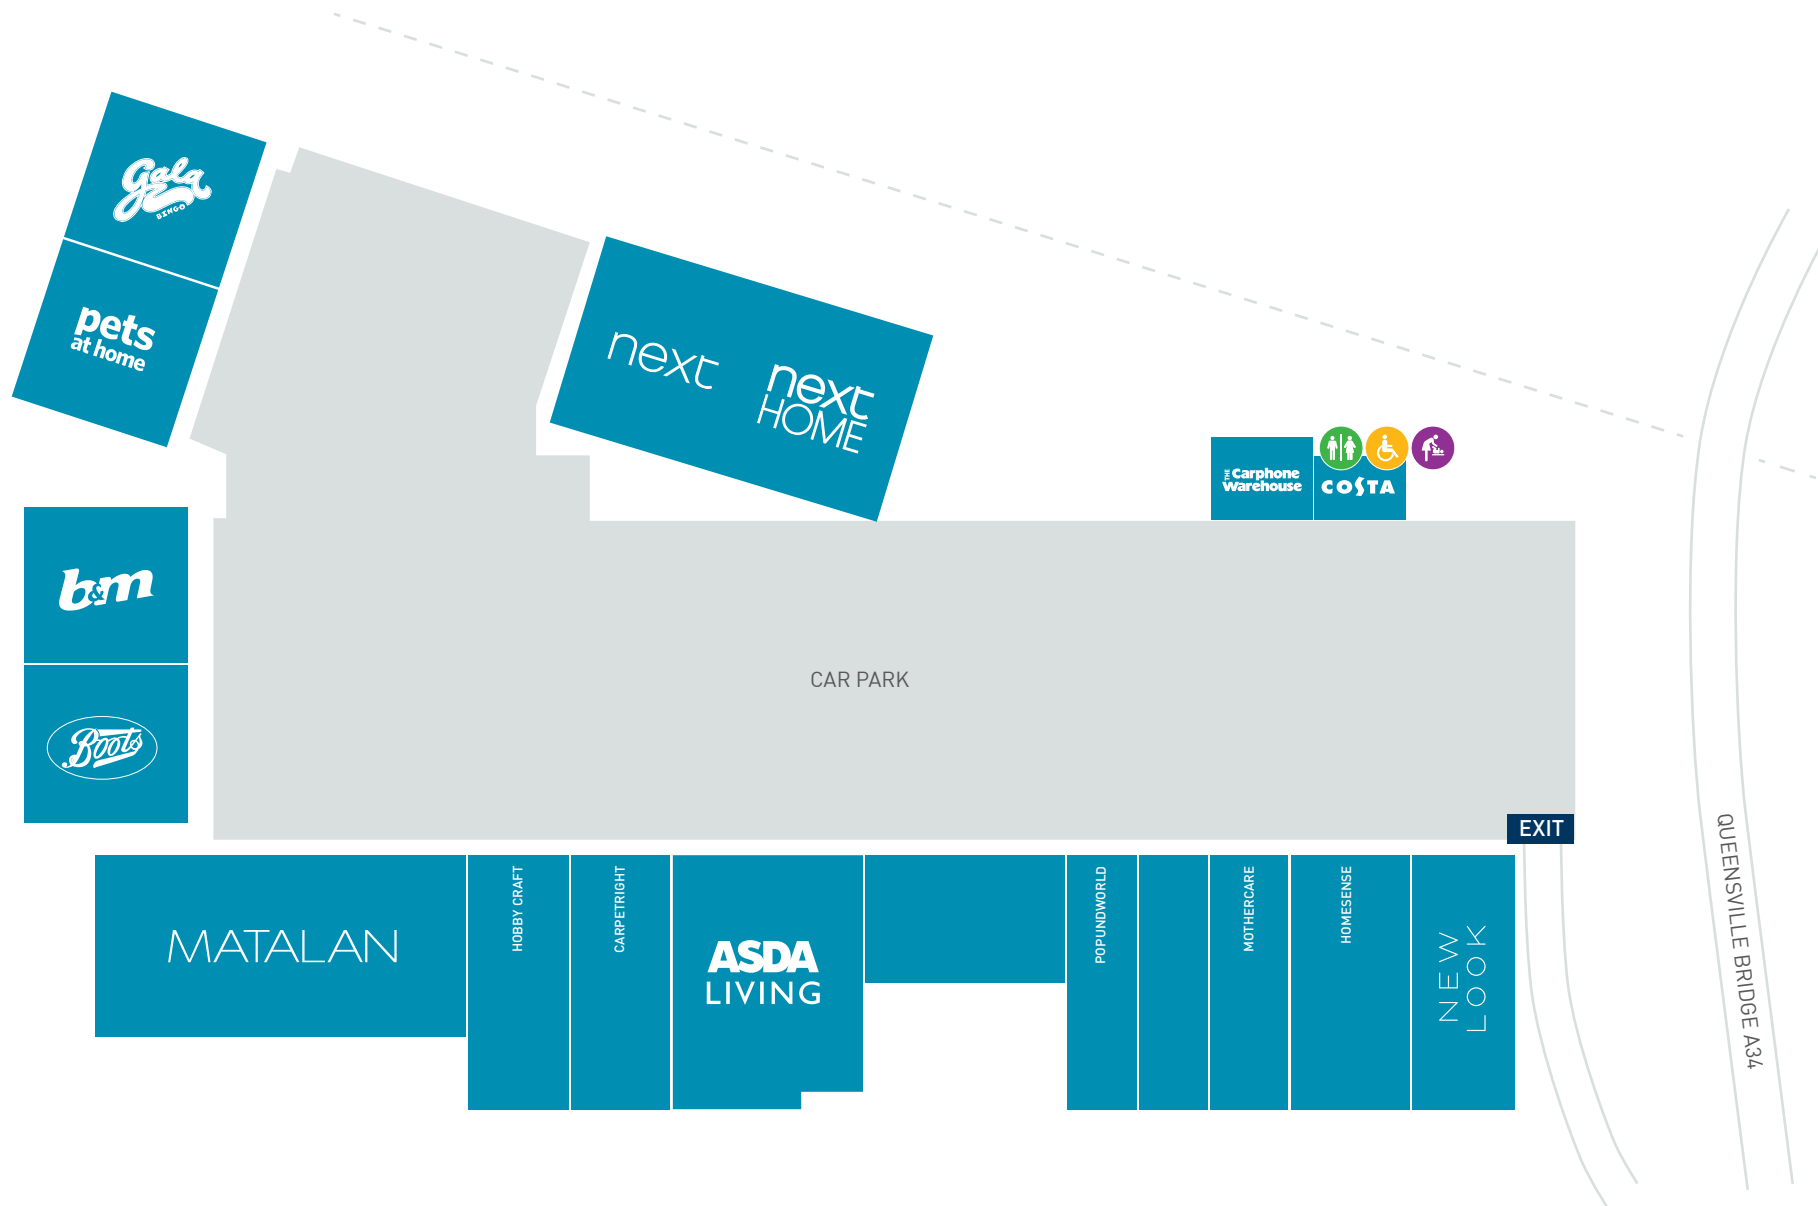 gala
BINGO
pets
at home
next
next
HOME
THE Carphone
Warehouse
COSTA
b&m
CAR PARK
Boots
EXIT
QUEENSVILLE BRIDGE A34
MATALAN
HOBBY CRAFT
CARPETRIGHT
ASDA
LIVING
POPUNDWORLD
MOTHERCARE
HOMESENSE
NEW
LOOK